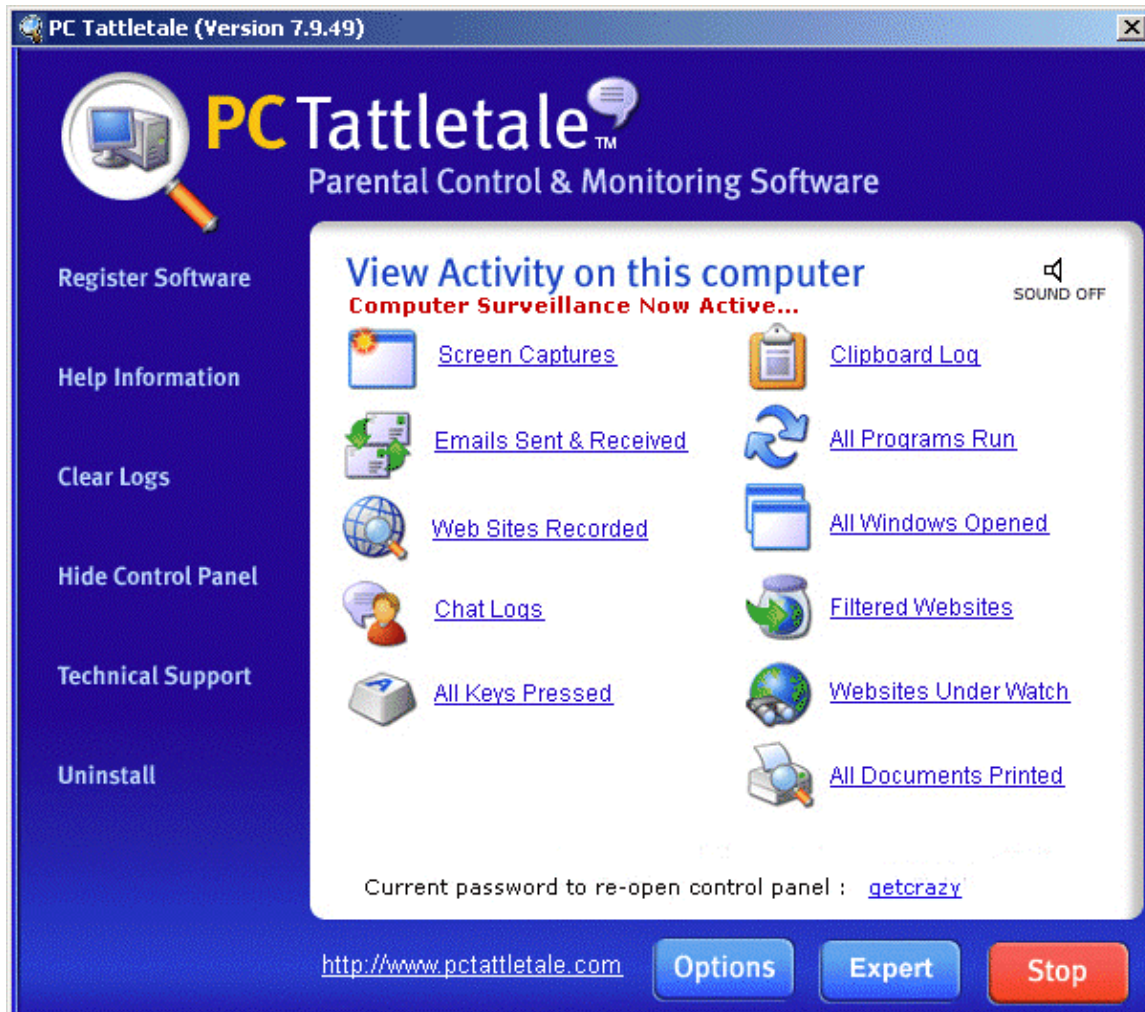 PC Tattletale (Version 7.9.49)
PC Tattletale TM
Parental Control & Monitoring Software
Register Software
Help Information
Clear Logs
Hide Control Panel
Technical Support
Uninstall
View Activity on this computer
SOUND OFF
Computer Surveillance Now Active...
Screen Captures
Emails Sent & Received
Web Sites Recorded
Chat Logs
A
All Keys Pressed
Clipboard Log
All Programs Run
All Windows Opened
Filtered Websites
Websites Under Watch
All Documents Printed
Current password to re-open control panel : getcrazy
http://www.pctattletale.com
Options
Expert
Stop